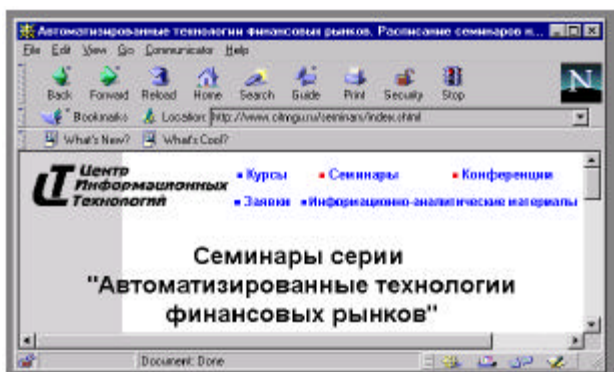 Автоматизированные технологии финансовых рынков. Расписание семинаров н...
File Edit View Go Communicator Help
Back Forward Reload Home Search Guide Print Security Stop
N
Bookmarks Location: http://www.citmgu.ru/seminars/index.shtml
What's New? What's Cool?
Центр
Информационных
Технологий
Курсы Семинары Конференции
Заявки Информационно-аналитические материалы
Семинары серии
"Автоматизированные технологии
финансовых рынков"
Document: Done